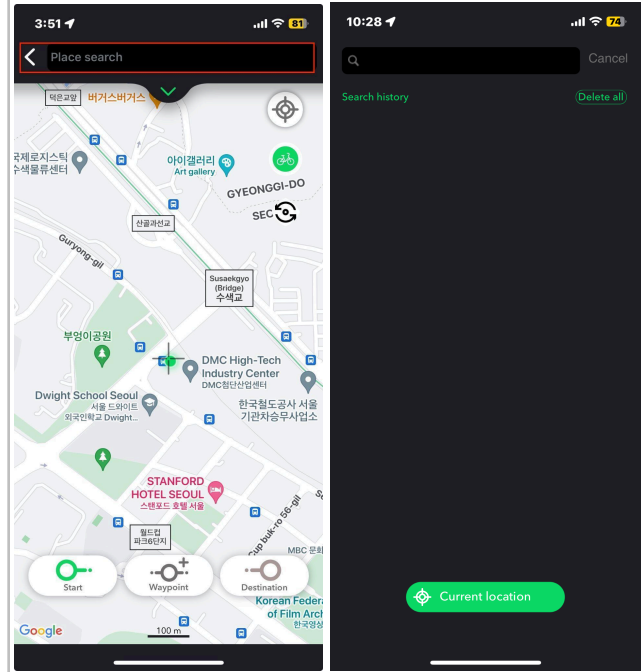 3:51
81
Place search
덕은교앞
버거스버거스
국제로지스틱
수색물류센터
아이갤러리
Art gallery
GYEONGGI-DO
SEO
산골과선교
Guryong-gil
Susaekgyo
(Bridge)
수색교
부엉이공원
DMC High-Tech
Industry Center
DMC첨단산업센터
Dwight School Seoul
서울 드와이트
외국인학교 Dwight...
한국철도공사 서울
기관차승무사업소
STANFORD
HOTEL SEOUL
스탠포드 호텔 서울
buk-ro 56-gil
월드컵
파크6단지
MBC 문화
Start
Waypoint
Destination
Korean Federa
of Film Arch
한국영상
Google
100 m
10:28
74
Cancel
Search history
Delete all
Current location